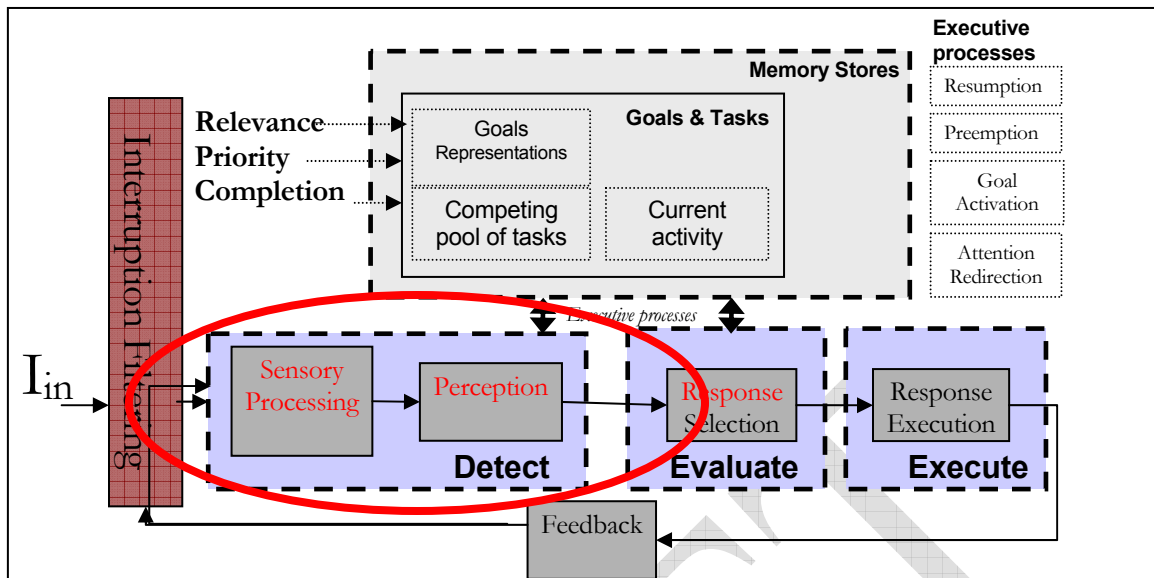 Executive
processes
Memory Stores
Resumption
Preemption
Goal
Activation
Attention
Redirection
Relevance
Priority
Completion
Goals & Tasks
Goals
Representations
Competing
pool of tasks
Current
activity
Executive processes
Interruption Filtering
I_in
Sensory
Processing
Perception
Detect
Response
Selection
Evaluate
Response
Execution
Execute
Feedback